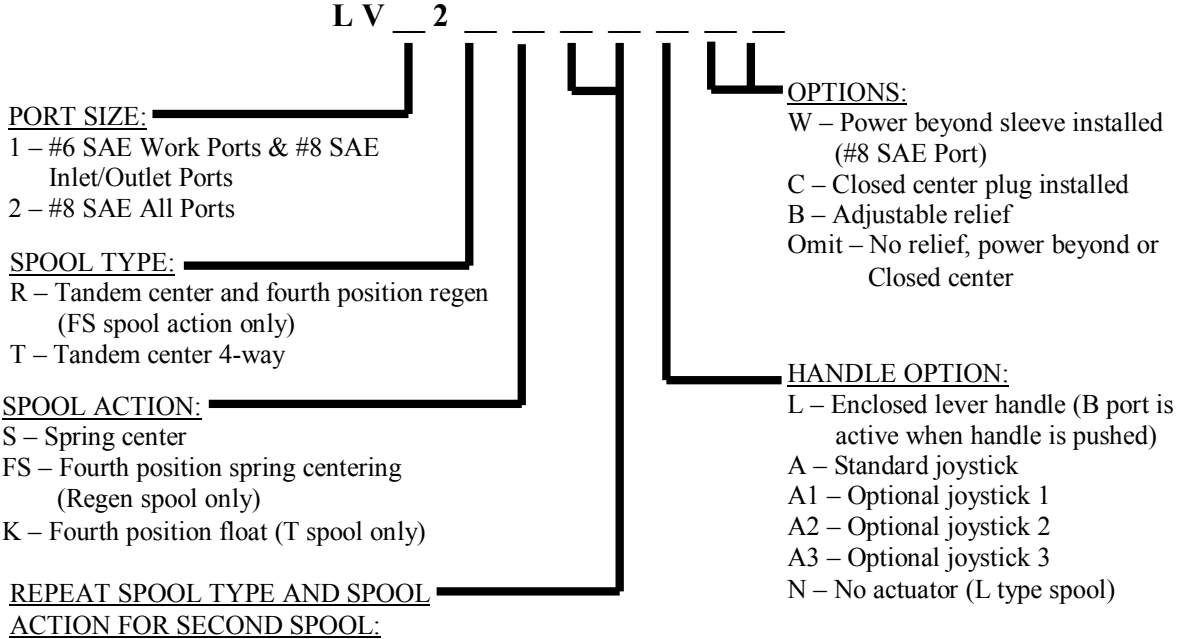 L V __ 2 __ __ __ __ __ __ __
PORT SIZE:
1 – #6 SAE Work Ports & #8 SAE
Inlet/Outlet Ports
2 – #8 SAE All Ports
SPOOL TYPE:
R – Tandem center and fourth position regen
(FS spool action only)
T – Tandem center 4-way
SPOOL ACTION:
S – Spring center
FS – Fourth position spring centering
(Regen spool only)
K – Fourth position float (T spool only)
REPEAT SPOOL TYPE AND SPOOL
ACTION FOR SECOND SPOOL:
OPTIONS:
W – Power beyond sleeve installed
(#8 SAE Port)
C – Closed center plug installed
B – Adjustable relief
Omit – No relief, power beyond or
Closed center
HANDLE OPTION:
L – Enclosed lever handle (B port is
active when handle is pushed)
A – Standard joystick
A1 – Optional joystick 1
A2 – Optional joystick 2
A3 – Optional joystick 3
N – No actuator (L type spool)